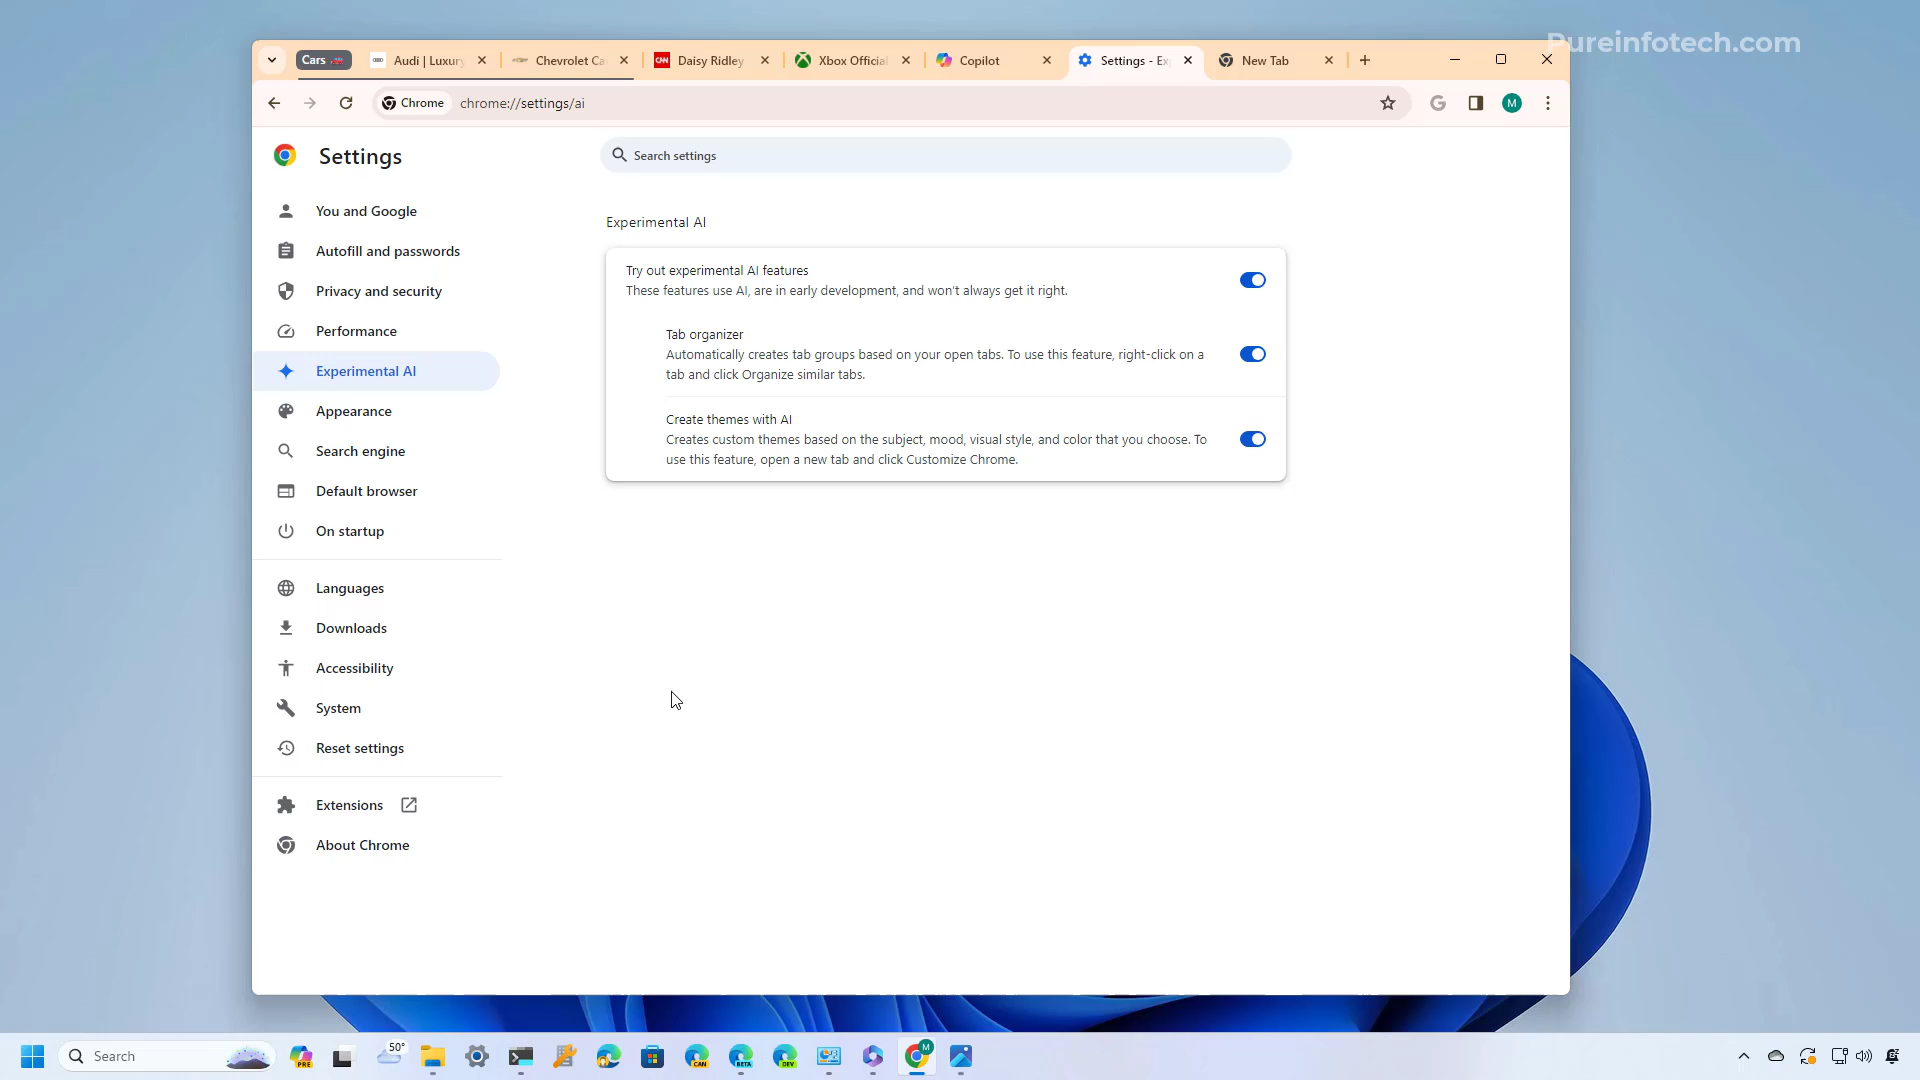 Pureinfotech.com
Cars
Audi | Luxury
Chevrolet Ca
CNN
Daisy Ridley
Xbox Official
Copilot
Settings - Ex
New Tab
Chrome
chrome://settings/ai
M
Settings
Search settings
You and Google
Autofill and passwords
Privacy and security
Performance
Experimental AI
Appearance
Search engine
Default browser
On startup
Languages
Downloads
Accessibility
System
Reset settings
Extensions
About Chrome
Experimental AI
Try out experimental AI features
These features use AI, are in early development, and won't always get it right.
Tab organizer
Automatically creates tab groups based on your open tabs. To use this feature, right-click on a
tab and click Organize similar tabs.
Create themes with AI
Creates custom themes based on the subject, mood, visual style, and color that you choose. To
use this feature, open a new tab and click Customize Chrome.
Search
PRE
50°
CAN
BETA
DEV
M